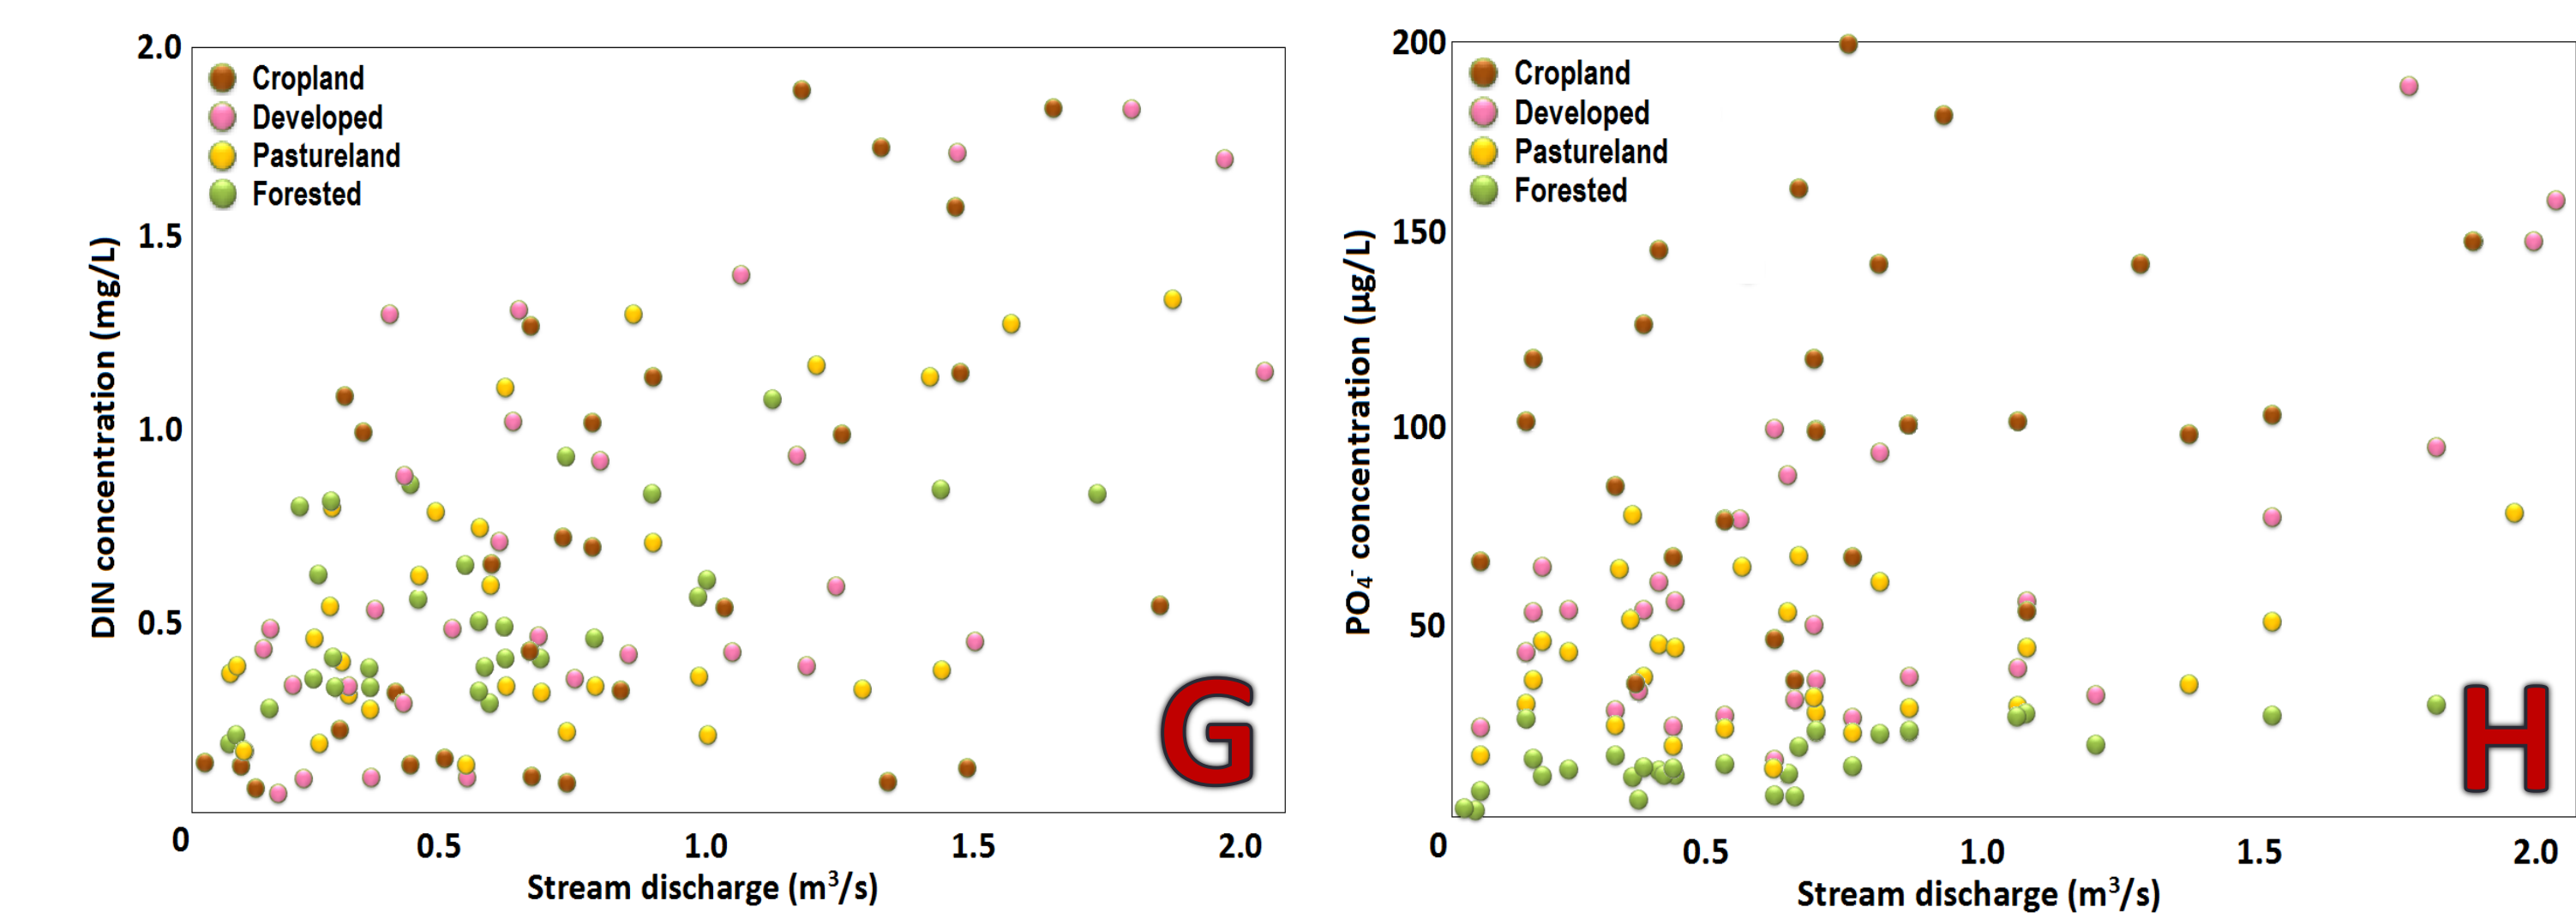 2.0
1.5
1.0
0.5
0
DIN concentration (mg/L)
Cropland
Developed
Pastureland
Forested
G
0.5 1.0 1.5 2.0
Stream discharge (m³/s)
200
150
100
50
0
PO₄⁻ concentration (µg/L)
Cropland
Developed
Pastureland
Forested
H
0.5 1.0 1.5 2.0
Stream discharge (m³/s)